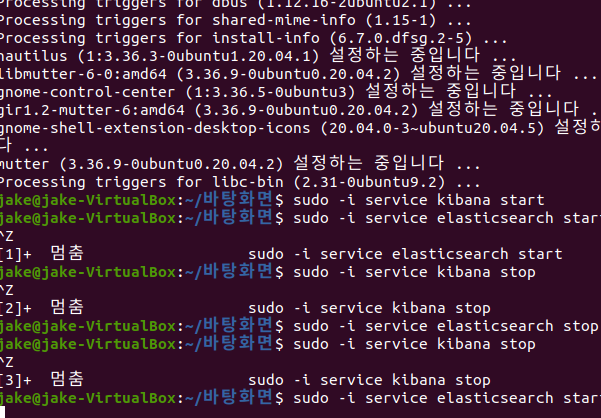 Processing triggers for dbus (1.12.16-2ubuntu2.1) ...
Processing triggers for shared-mime-info (1.15-1) ...
Processing triggers for install-info (6.7.0.dfsg.2-5) ...
nautilus (1:3.36.3-0ubuntu1.20.04.1) 설정하는 중입니다 ...
libmutter-6-0:amd64 (3.36.9-0ubuntu0.20.04.2) 설정하는 중입니다 ...
gnome-control-center (1:3.36.5-0ubuntu3) 설정하는 중입니다 ...
gir1.2-mutter-6:amd64 (3.36.9-0ubuntu0.20.04.2) 설정하는 중입니다 ..
gnome-shell-extension-desktop-icons (20.04.0-3~ubuntu20.04.5) 설정하
다 ...
mutter (3.36.9-0ubuntu0.20.04.2) 설정하는 중입니다 ...
Processing triggers for libc-bin (2.31-0ubuntu9.2) ...
jake@jake-VirtualBox:~/바탕화면$ sudo -i service kibana start
jake@jake-VirtualBox:~/바탕화면$ sudo -i service elasticsearch star
^Z
[1]+  멈춤                  sudo -i service elasticsearch start
jake@jake-VirtualBox:~/바탕화면$ sudo -i service kibana stop
^Z
[2]+  멈춤                  sudo -i service kibana stop
jake@jake-VirtualBox:~/바탕화면$ sudo -i service elasticsearch stop
jake@jake-VirtualBox:~/바탕화면$ sudo -i service kibana stop
^Z
[3]+  멈춤                  sudo -i service kibana stop
jake@jake-VirtualBox:~/바탕화면$ sudo -i service elasticsearch star